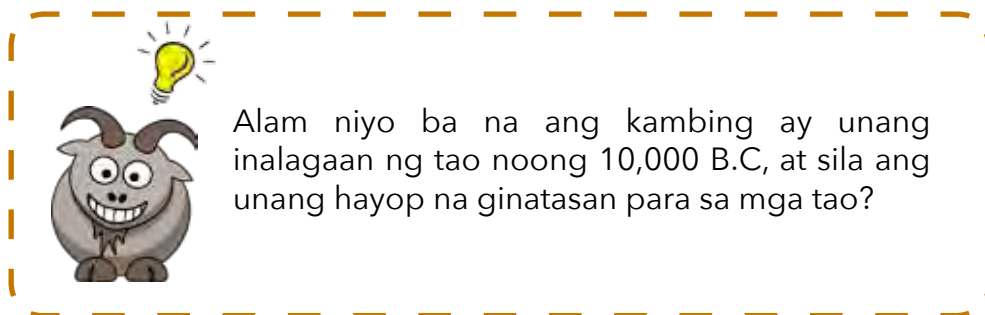 Alam niyo ba na ang kambing ay unang
inalagaan ng tao noong 10,000 B.C, at sila ang
unang hayop na ginatasan para sa mga tao?